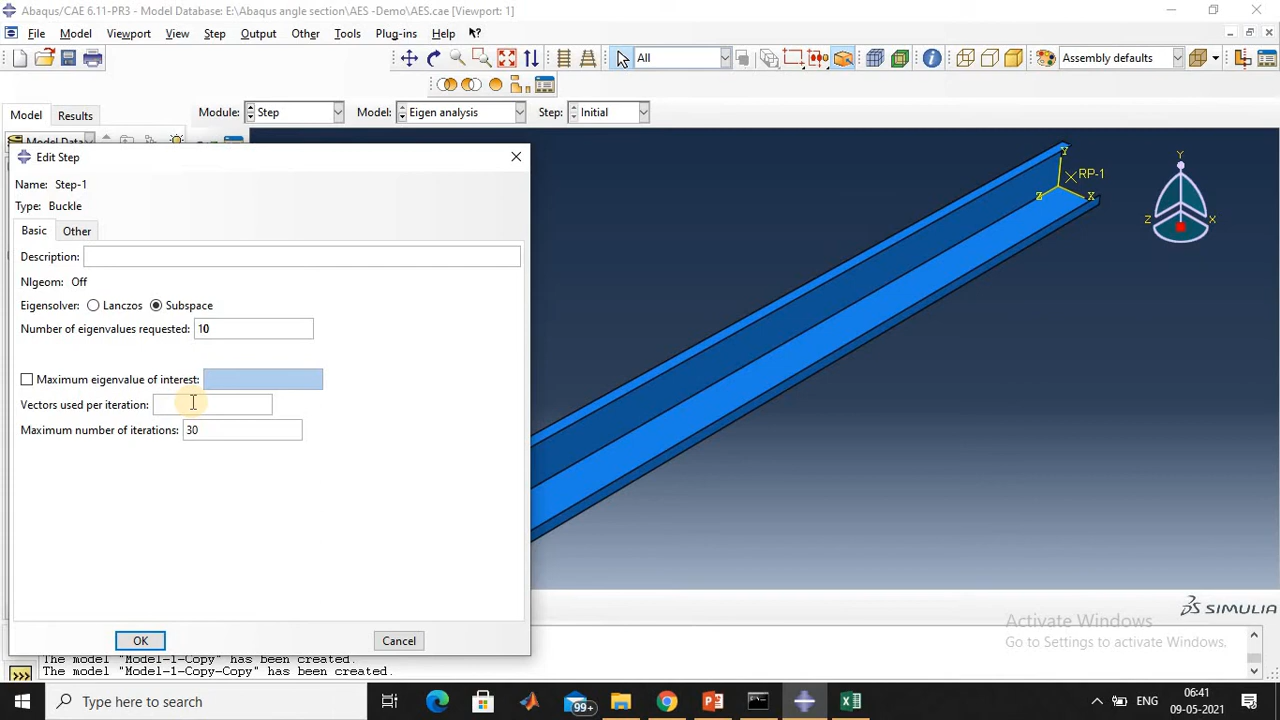 Abaqus/CAE 6.11-PR3 - Model Database: E:\Abaqus angle section\AES -Demo\AES.cae [Viewport: 1]
File Model Viewport View Step Output Other Tools Plug-ins Help
All Assembly defaults
Model Results Module: Step Model: Eigen analysis Step: Initial
Model Data
Edit Step
Name: Step-1
Type: Buckle
Basic Other
Description:
Nlgeom: Off
Eigensolver: Lanczos Subspace
Number of eigenvalues requested: 10
Maximum eigenvalue of interest:
Vectors used per iteration:
Maximum number of iterations: 30
OK Cancel
Y
RP-1
Z X
Y
Z X
SIMULIA
Activate Windows
Go to Settings to activate Windows.
The model "Model-1-Copy" has been created.
The model "Model-1-Copy-Copy" has been created.
>>>
Type here to search
99+
ENG
06:41
09-05-2021